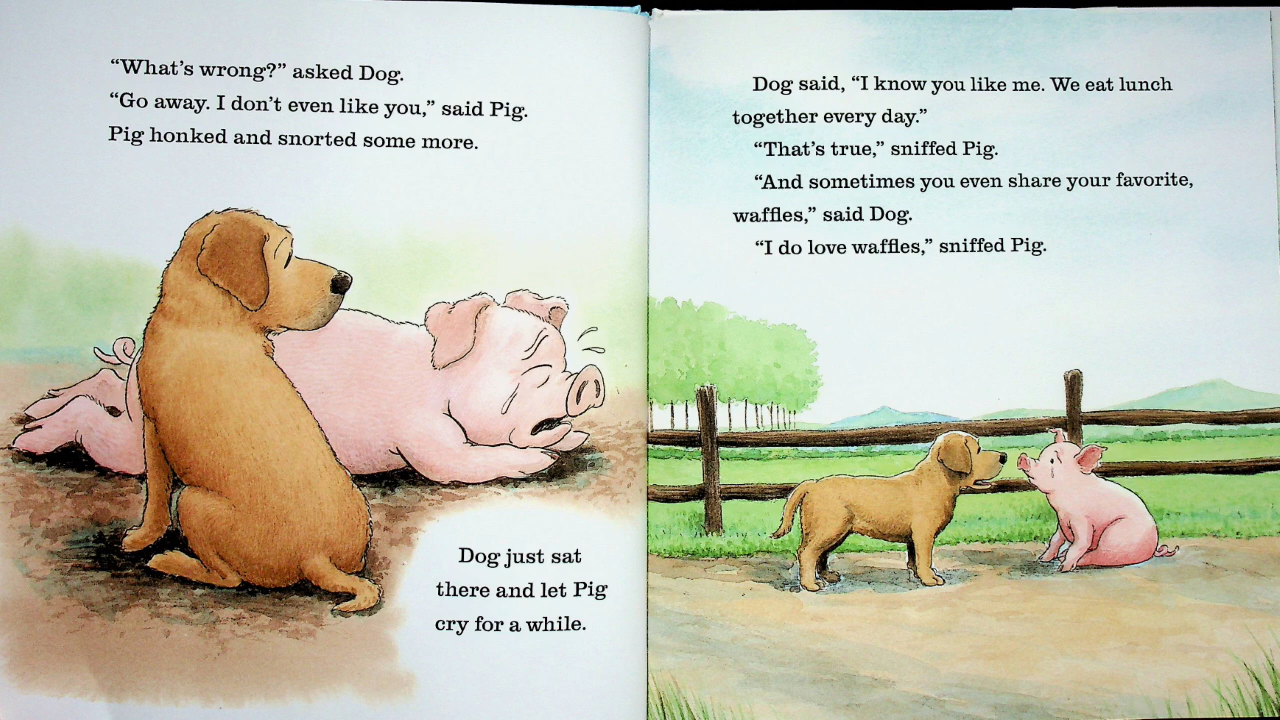 “What’s wrong?” asked Dog.
“Go away. I don’t even like you,” said Pig.
Pig honked and snorted some more.
Dog just sat
there and let Pig
cry for a while.
Dog said, “I know you like me. We eat lunch
together every day.”
“That’s true,” sniffed Pig.
“And sometimes you even share your favorite,
waffles,” said Dog.
“I do love waffles,” sniffed Pig.